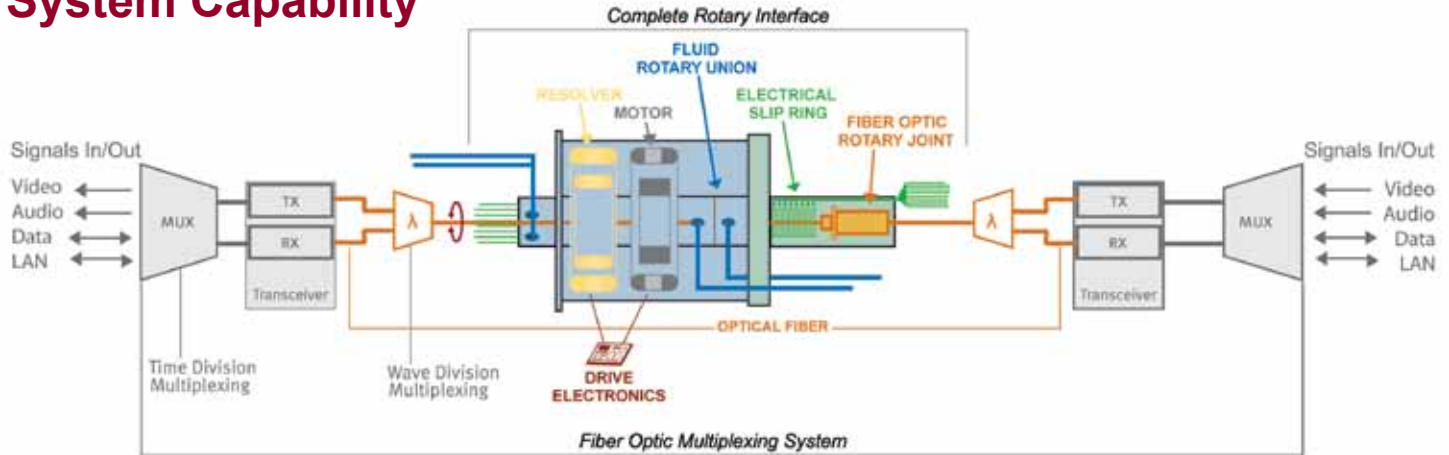 System Capability
Complete Rotary Interface
FLUID
ROTARY UNION
RESOLVER
MOTOR
ELECTRICAL
SLIP RING
FIBER OPTIC
ROTARY JOINT
Signals In/Out
Video
Audio
Data
LAN
MUX
TX
RX
Transceiver
λ
λ
TX
RX
Transceiver
MUX
Signals In/Out
Video
Audio
Data
LAN
OPTICAL FIBER
Time Division
Multiplexing
Wave Division
Multiplexing
DRIVE
ELECTRONICS
Fiber Optic Multiplexing System